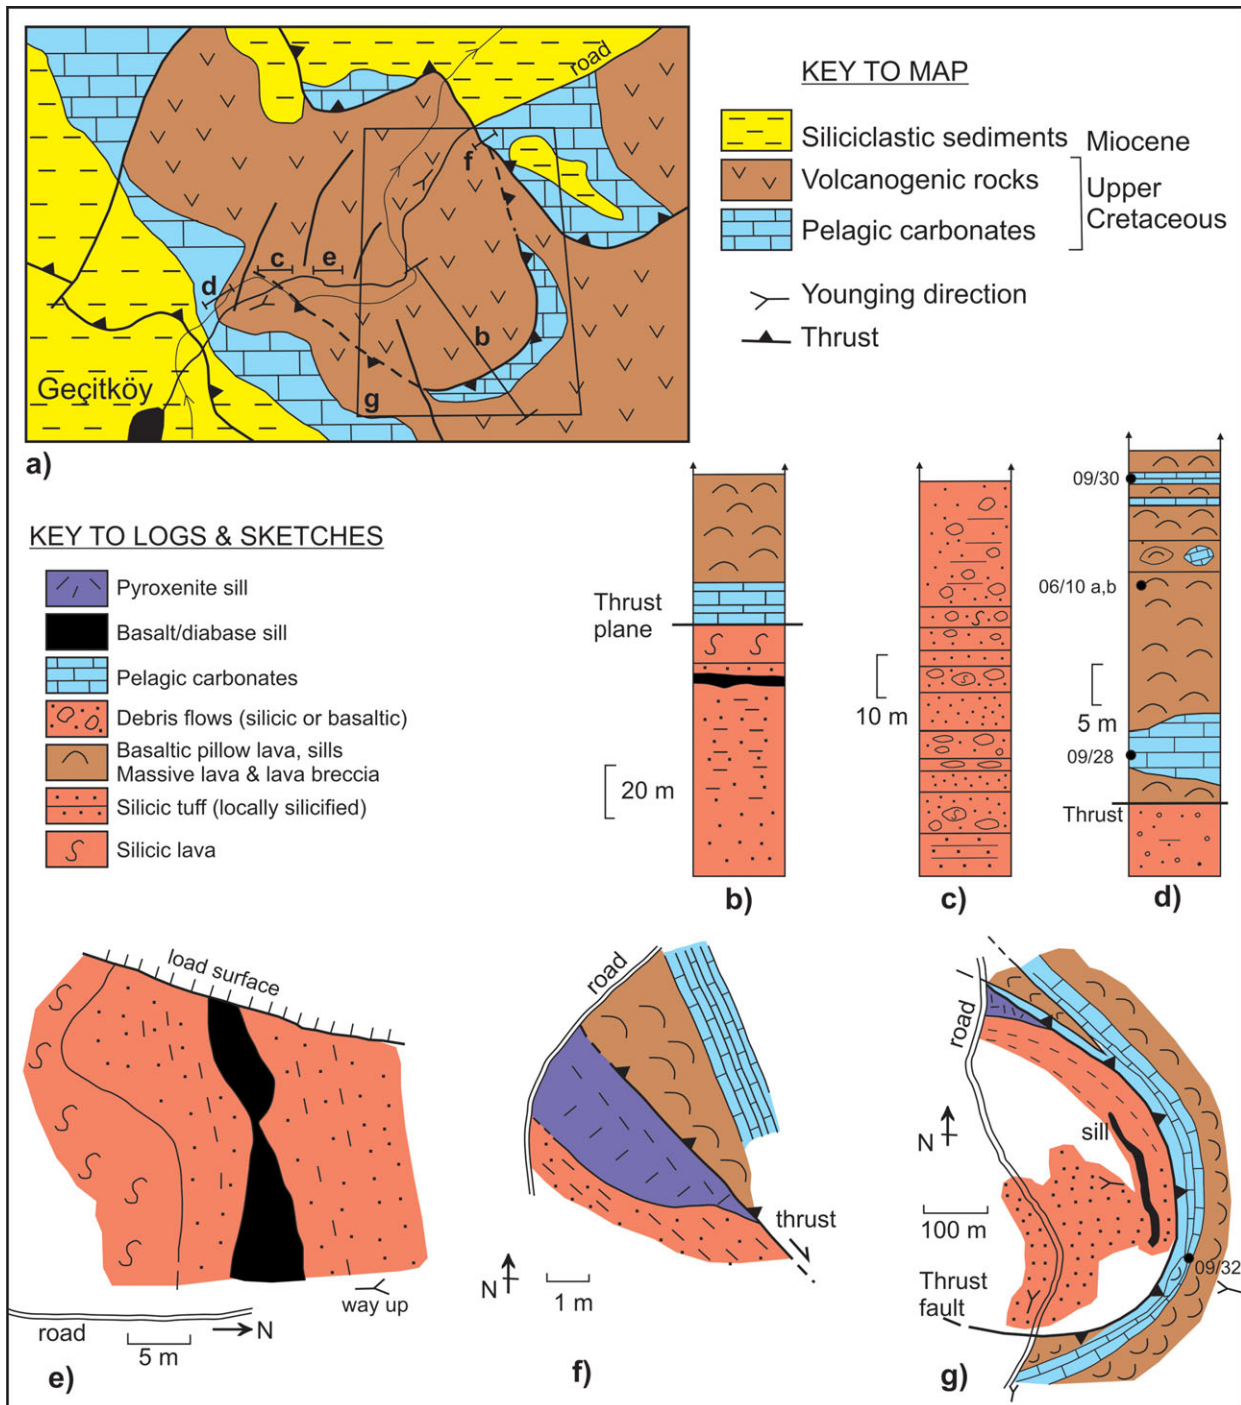 road
f
c
e
d
b
Geçitköy
g
a)
KEY TO MAP
Siliciclastic sediments
Miocene
Volcanogenic rocks
Upper
Cretaceous
Pelagic carbonates
Younging direction
Thrust
KEY TO LOGS & SKETCHES
Pyroxenite sill
Basalt/diabase sill
Pelagic carbonates
Debris flows (silicic or basaltic)
Basaltic pillow lava, sills
Massive lava & lava breccia
Silicic tuff (locally silicified)
Silicic lava
Thrust
plane
20 m
b)
10 m
c)
09/30
06/10 a,b
5 m
09/28
Thrust
d)
load surface
way up
road
N
5 m
e)
road
thrust
N
1 m
f)
road
N
sill
100 m
09/32
Thrust
fault
g)